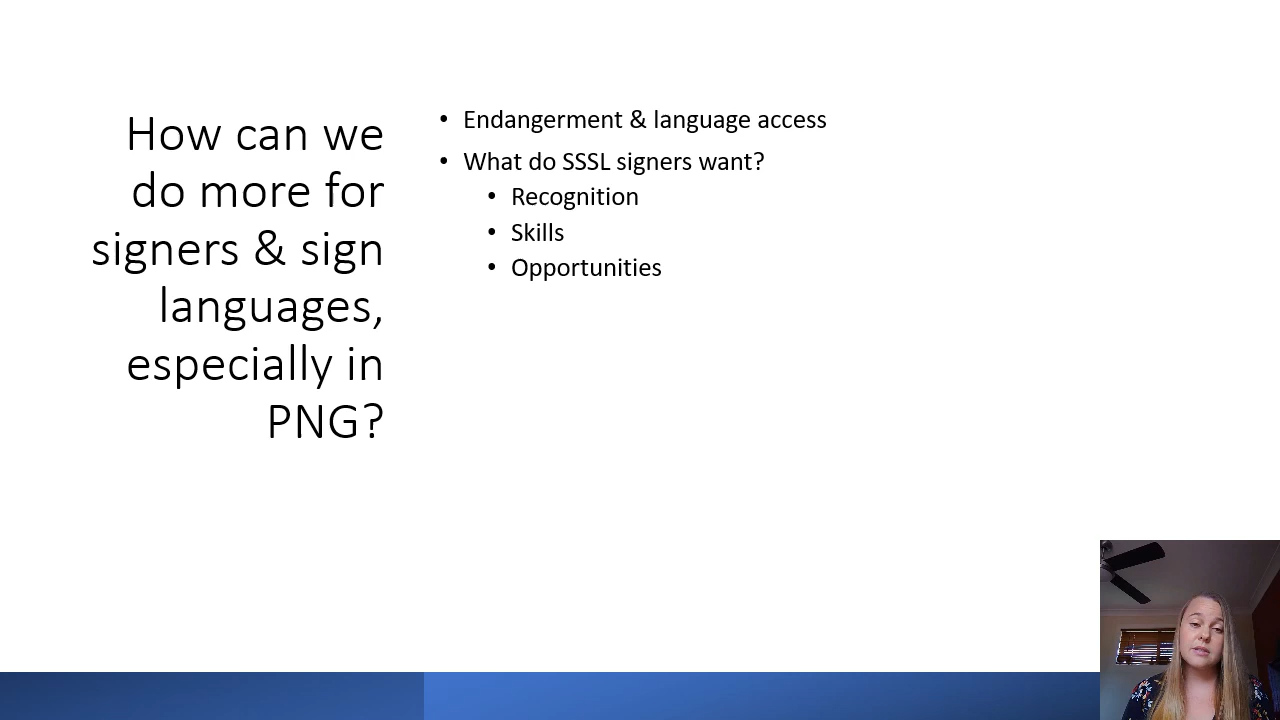 How can we
do more for
signers & sign
languages,
especially in
PNG?
• Endangerment & language access
• What do SSSL signers want?
• Recognition
• Skills
• Opportunities